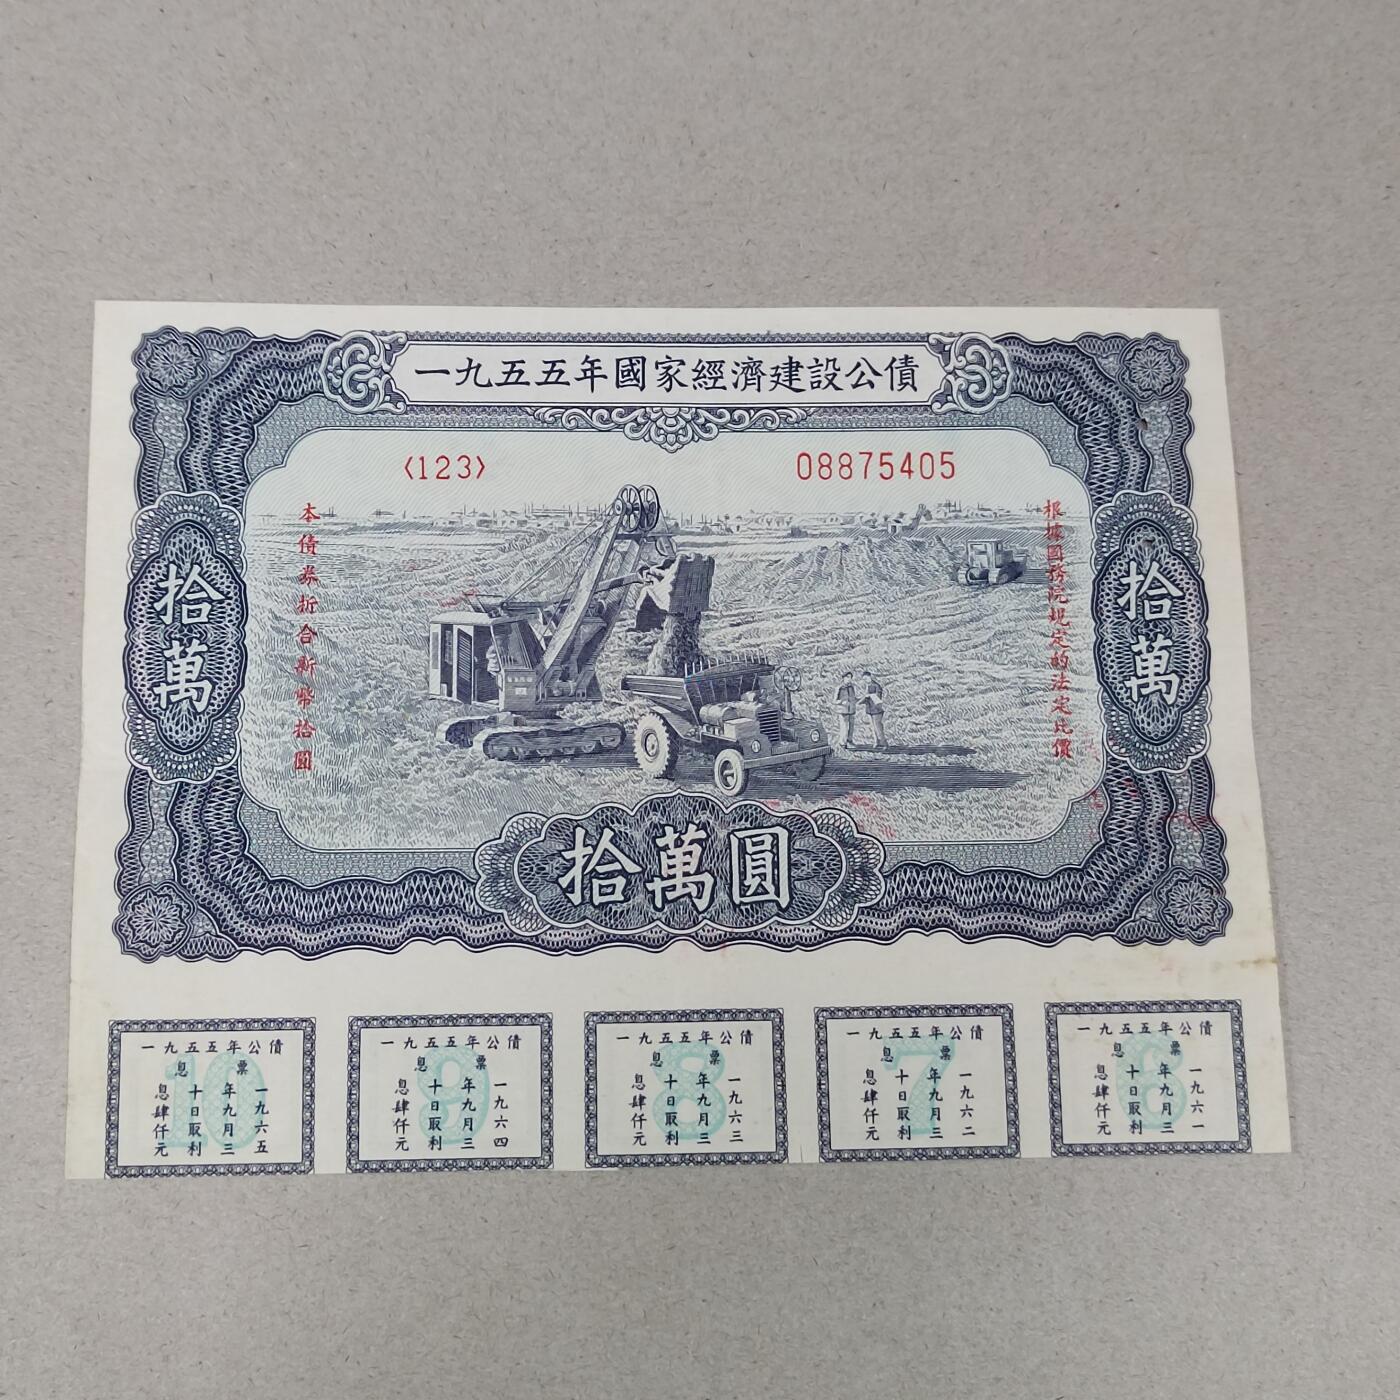 一九五五年國家經濟建設公債
〈123〉
08875405
根據國務院規定的法定比價
本債券折合新幣拾圓
拾萬
拾萬
拾萬圓
一九五五年公債
息票
10
一九六五
年九月三
十日取利
息肆仟元
一九五五年公債
息票
9
一九六四
年九月三
十日取利
息肆仟元
一九五五年公債
息票
8
一九六三
年九月三
十日取利
息肆仟元
一九五五年公債
息票
7
一九六二
年九月三
十日取利
息肆仟元
一九五五年公債
息票
6
一九六一
年九月三
十日取利
息肆仟元